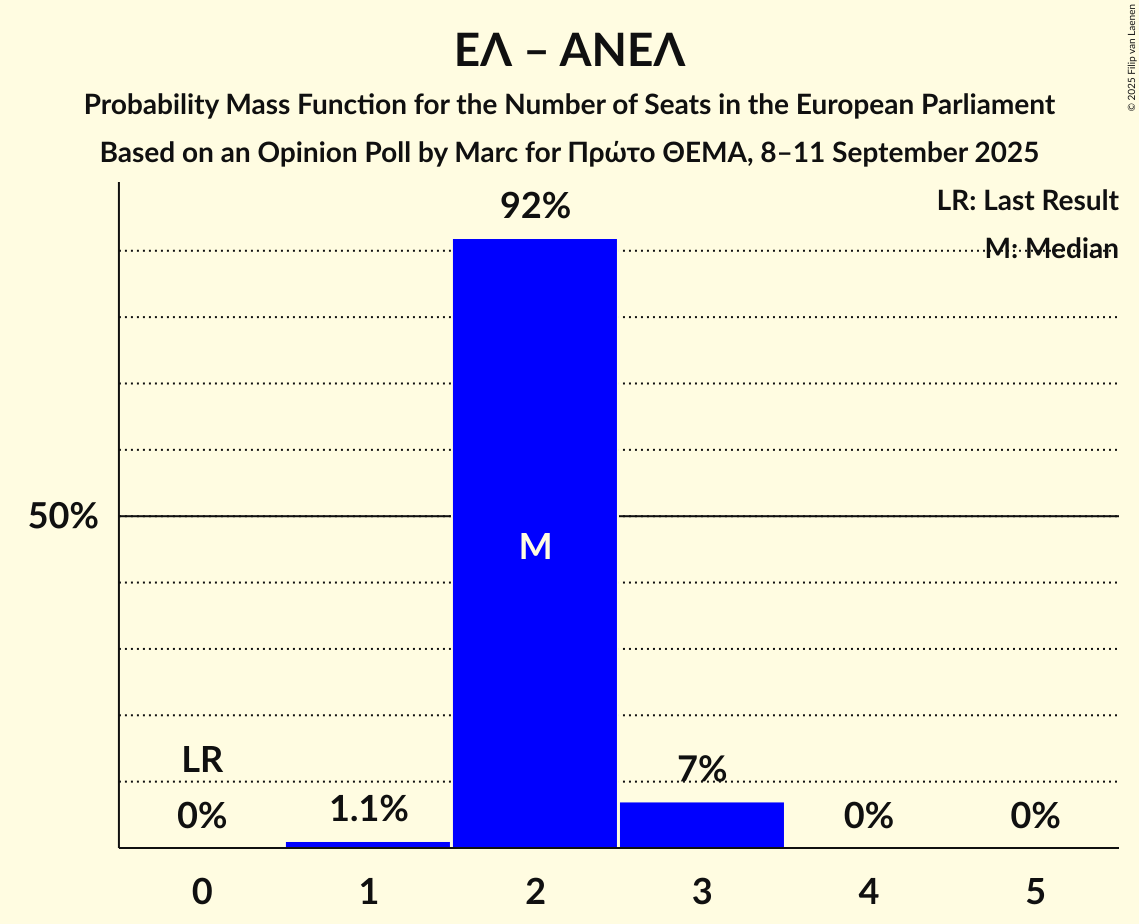 ΕΛ – ΑΝΕΛ
Probability Mass Function for the Number of Seats in the European Parliament
Based on an Opinion Poll by Marc for Πρώτο ΘΕΜΑ, 8–11 September 2025
© 2025 Filip van Laenen
LR: Last Result
M: Median
92%
50%
M
LR
0%
1.1%
7%
0%
0%
0
1
2
3
4
5